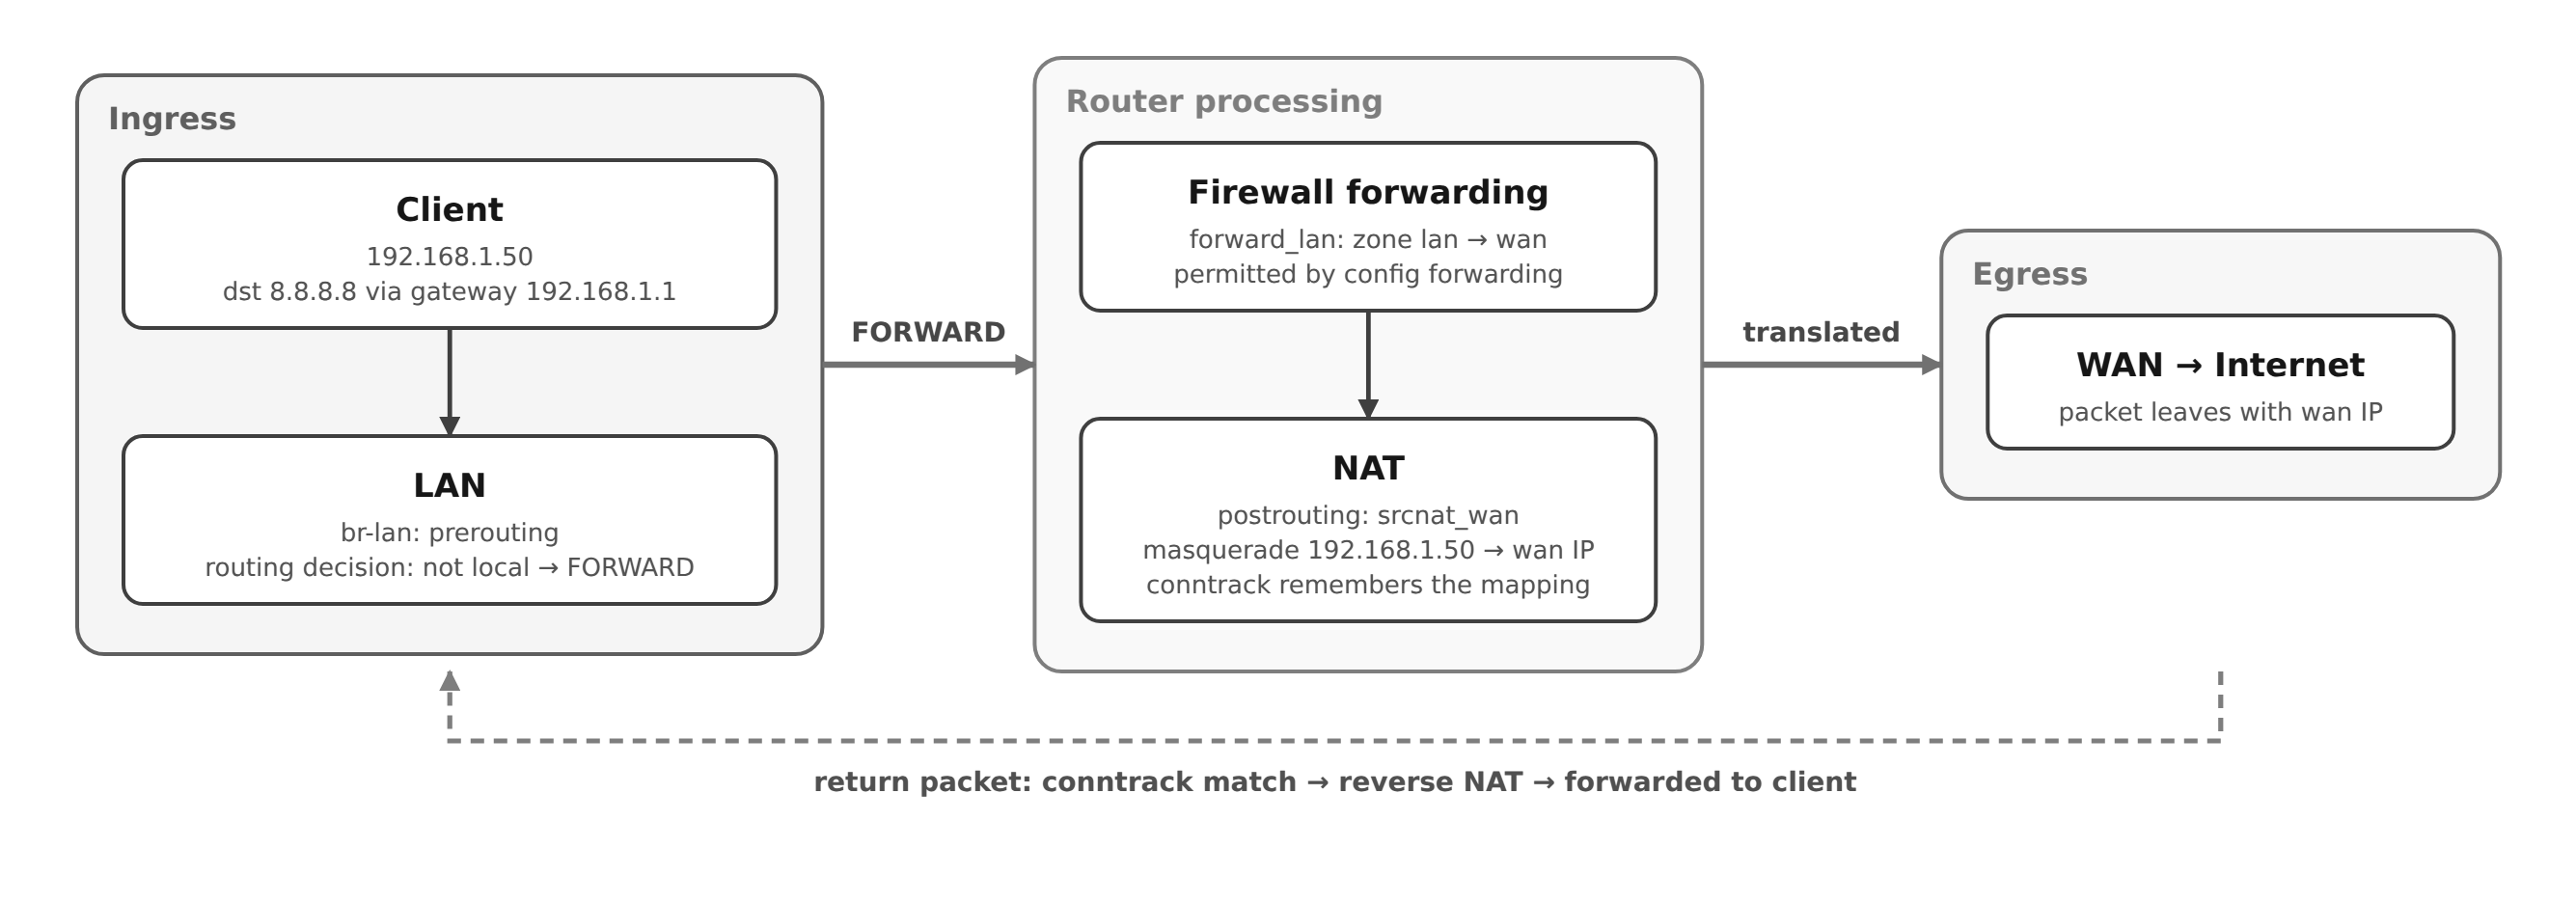 Ingress
Client
192.168.1.50
dst 8.8.8.8 via gateway 192.168.1.1
LAN
br-lan: prerouting
routing decision: not local → FORWARD
FORWARD
Router processing
Firewall forwarding
forward_lan: zone lan → wan
permitted by config forwarding
NAT
postrouting: srcnat_wan
masquerade 192.168.1.50 → wan IP
conntrack remembers the mapping
translated
Egress
WAN → Internet
packet leaves with wan IP
return packet: conntrack match → reverse NAT → forwarded to client